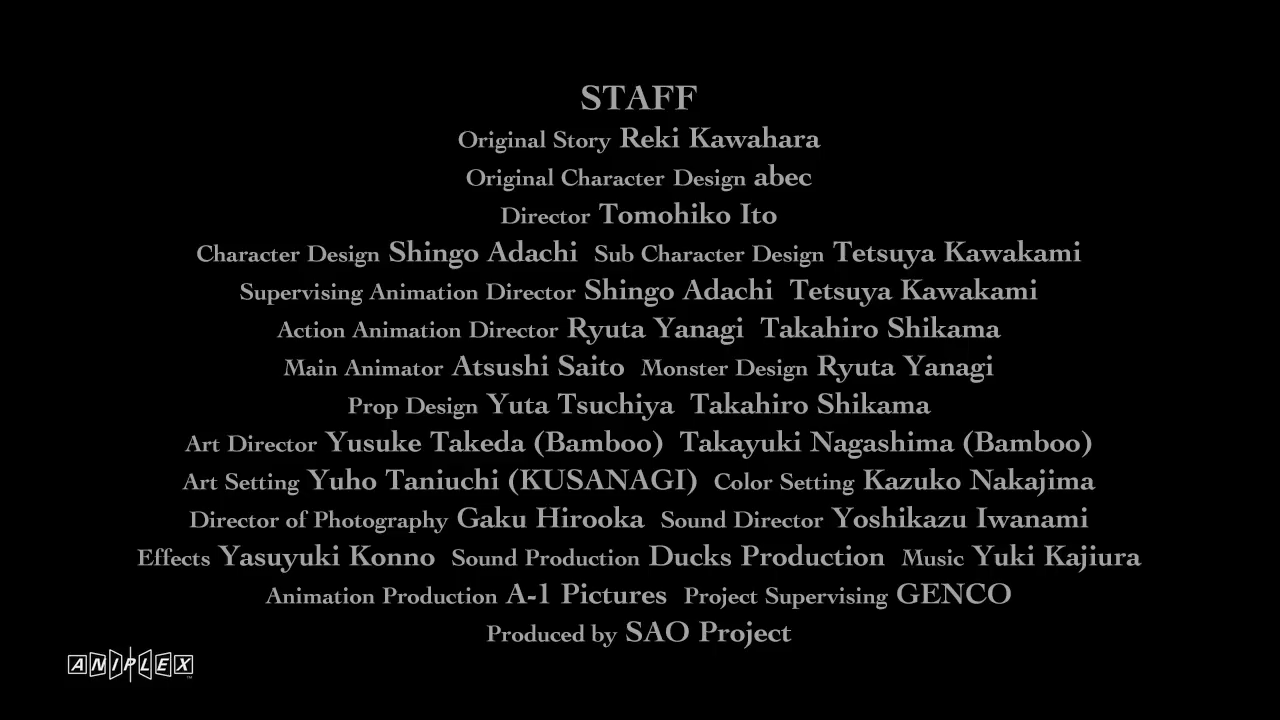 STAFF
Original Story Reki Kawahara
Original Character Design abec
Director Tomohiko Ito
Character Design Shingo Adachi Sub Character Design Tetsuya Kawakami
Supervising Animation Director Shingo Adachi Tetsuya Kawakami
Action Animation Director Ryuta Yanagi Takahiro Shikama
Main Animator Atsushi Saito Monster Design Ryuta Yanagi
Prop Design Yuta Tsuchiya Takahiro Shikama
Art Director Yusuke Takeda (Bamboo) Takayuki Nagashima (Bamboo)
Art Setting Yuho Taniuchi (KUSANAGI) Color Setting Kazuko Nakajima
Director of Photography Gaku Hirooka Sound Director Yoshikazu Iwanami
Effects Yasuyuki Konno Sound Production Ducks Production Music Yuki Kajiura
Animation Production A-1 Pictures Project Supervising GENCO
Produced by SAO Project
ANIPLEX™